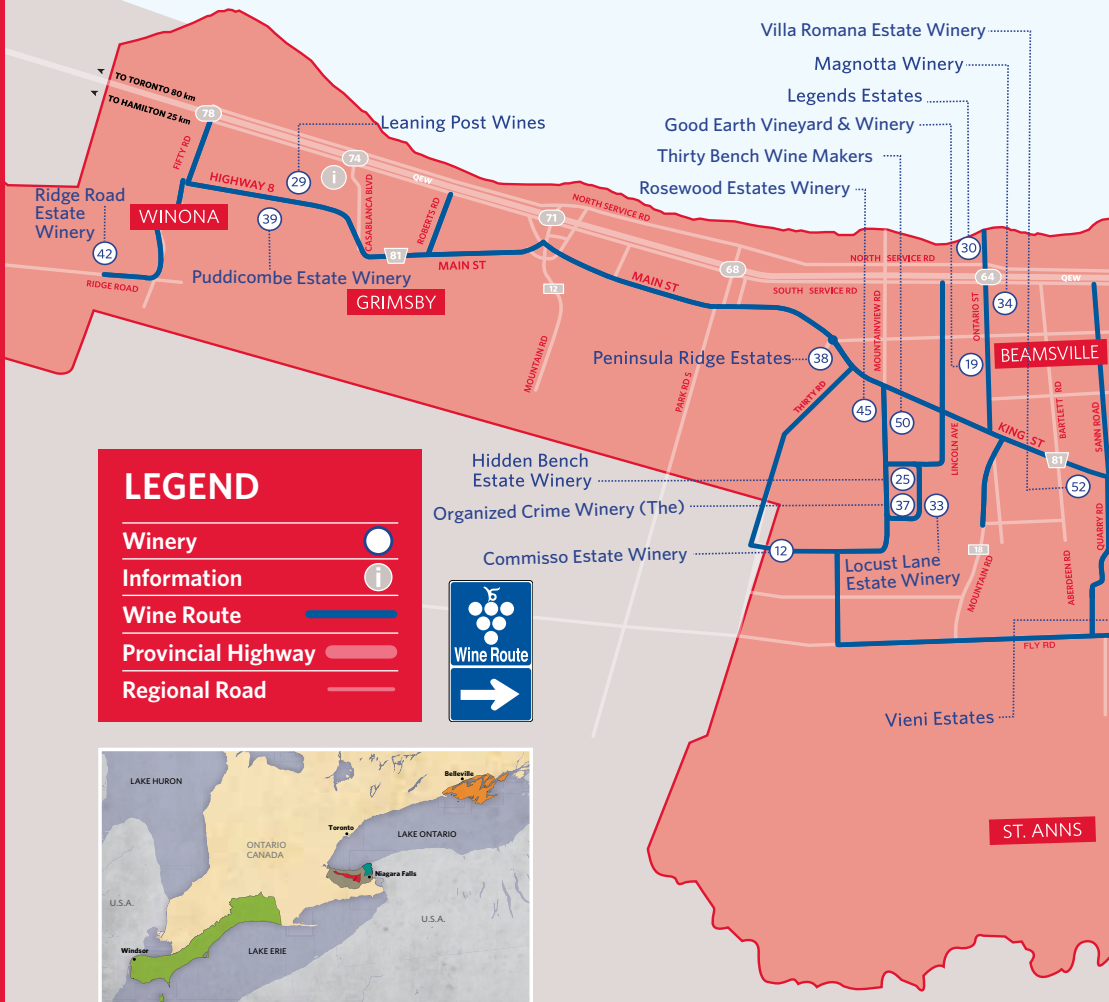 Villa Romana Estate Winery
Magnotta Winery
Legends Estates
Good Earth Vineyard & Winery
Thirty Bench Wine Makers
Rosewood Estates Winery
TO TORONTO 80 km
TO HAMILTON 25 km
78
Leaning Post Wines
FIFTY RD
HIGHWAY 8
29
i
74
QEW
CASABLANCA BLVD
ROBERTS RD
NORTH SERVICE RD
71
Ridge Road
Estate
Winery
WINONA
39
42
RIDGE ROAD
Puddicombe Estate Winery
81
MAIN ST
GRIMSBY
12
MOUNTAIN RD
MAIN ST
68
PARK RD S
NORTH SERVICE RD
SOUTH SERVICE RD
MOUNTAINVIEW RD
30
64
QEW
34
ONTARIO ST
19
BEAMSVILLE
Peninsula Ridge Estates
38
THIRTY RD
45
50
LINCOLN AVE
KING ST
BARTLETT RD
SANN ROAD
81
52
Hidden Bench
Estate Winery
25
Organized Crime Winery (The)
37
33
QUARRY RD
Commisso Estate Winery
12
Locust Lane
Estate Winery
18
MOUNTAIN RD
ABERDEEN RD
FLY RD
Vieni Estates
ST. ANNS
LEGEND
Winery
Information i
Wine Route
Provincial Highway
Regional Road
Wine Route
LAKE HURON
Belleville
Toronto
LAKE ONTARIO
ONTARIO
CANADA
Niagara Falls
U.S.A.
U.S.A.
Windsor
LAKE ERIE